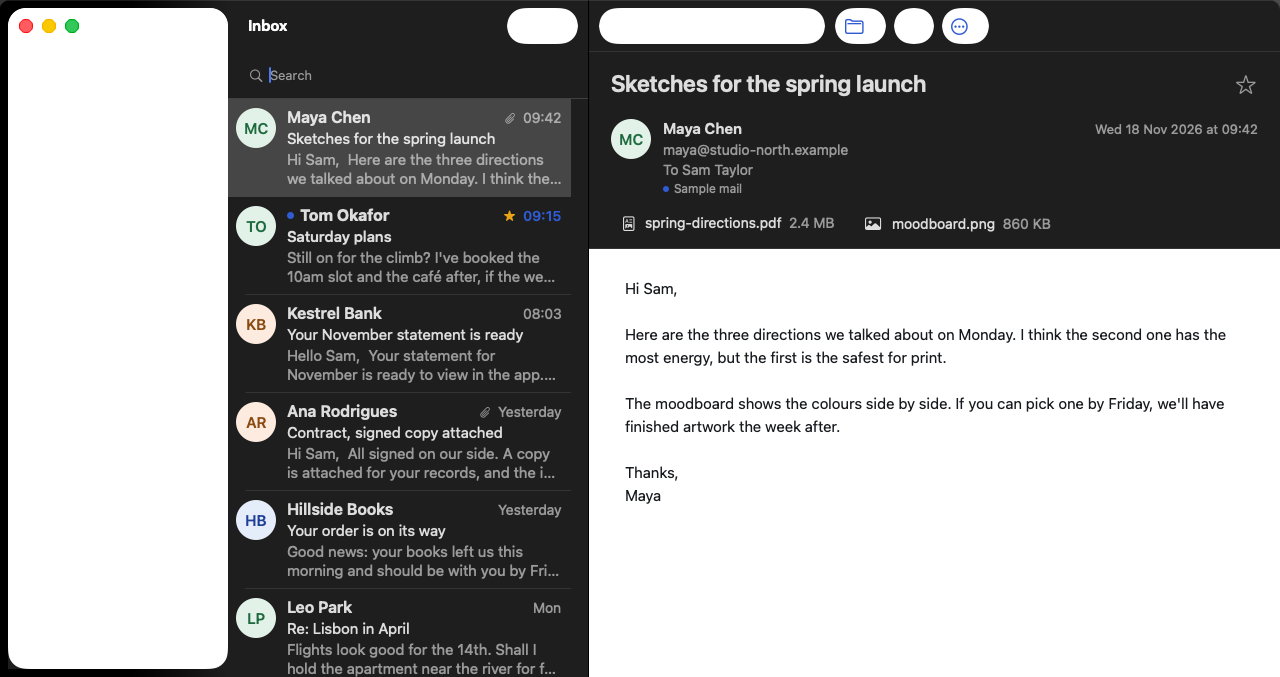 Inbox
Search
MC
Maya Chen 09:42
Sketches for the spring launch
Hi Sam, Here are the three directions
we talked about on Monday. I think the...
TO
Tom Okafor 09:15
Saturday plans
Still on for the climb? I've booked the
10am slot and the café after, if the we...
KB
Kestrel Bank 08:03
Your November statement is ready
Hello Sam, Your statement for
November is ready to view in the app....
AR
Ana Rodrigues Yesterday
Contract, signed copy attached
Hi Sam, All signed on our side. A copy
is attached for your records, and the i...
HB
Hillside Books Yesterday
Your order is on its way
Good news: your books left us this
morning and should be with you by Fri...
LP
Leo Park Mon
Re: Lisbon in April
Flights look good for the 14th. Shall I
hold the apartment near the river for f...
Sketches for the spring launch
MC
Maya Chen Wed 18 Nov 2026 at 09:42
maya@studio-north.example
To Sam Taylor
Sample mail
spring-directions.pdf 2.4 MB moodboard.png 860 KB
Hi Sam,
Here are the three directions we talked about on Monday. I think the second one has the
most energy, but the first is the safest for print.
The moodboard shows the colours side by side. If you can pick one by Friday, we'll have
finished artwork the week after.
Thanks,
Maya